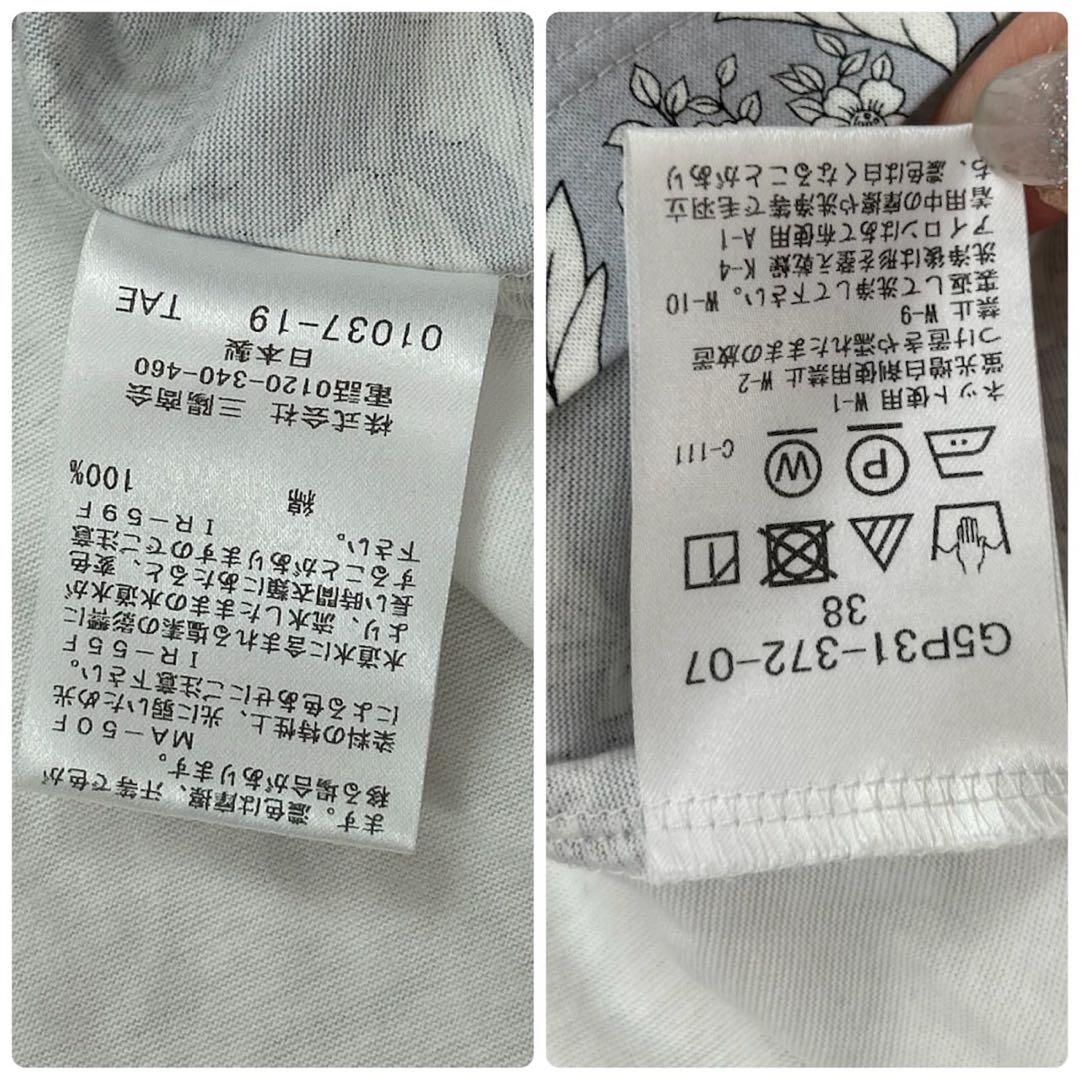 ます。濃色は摩擦、汗等で色が
移る場合があります。
MA-50F
染料の特性上、光に弱いため光
による色あせにご注意下さい。
IR-55F
水道水に含まれる塩素の影響に
より、流水したままの水道水が
長い時間衣類にあたると、変色
することがありますのでご注意
下さい。 IR-59F
綿 100%
株式会社 三陽商会
電話0120-340-460
日本製
01037-19 TAE
G5P31-372-07
38
P W C-111
ネット使用 W-1
蛍光増白剤使用禁止 W-2
つけ置きや濡れたままの放置
禁止 W-9
裏返して洗浄して下さい。W-10
洗浄後は形を整え乾燥 K-4
アイロンはあて布使用 A-1
着用中の摩擦や洗浄等で毛羽立
ち、濃色は白くなることがあり